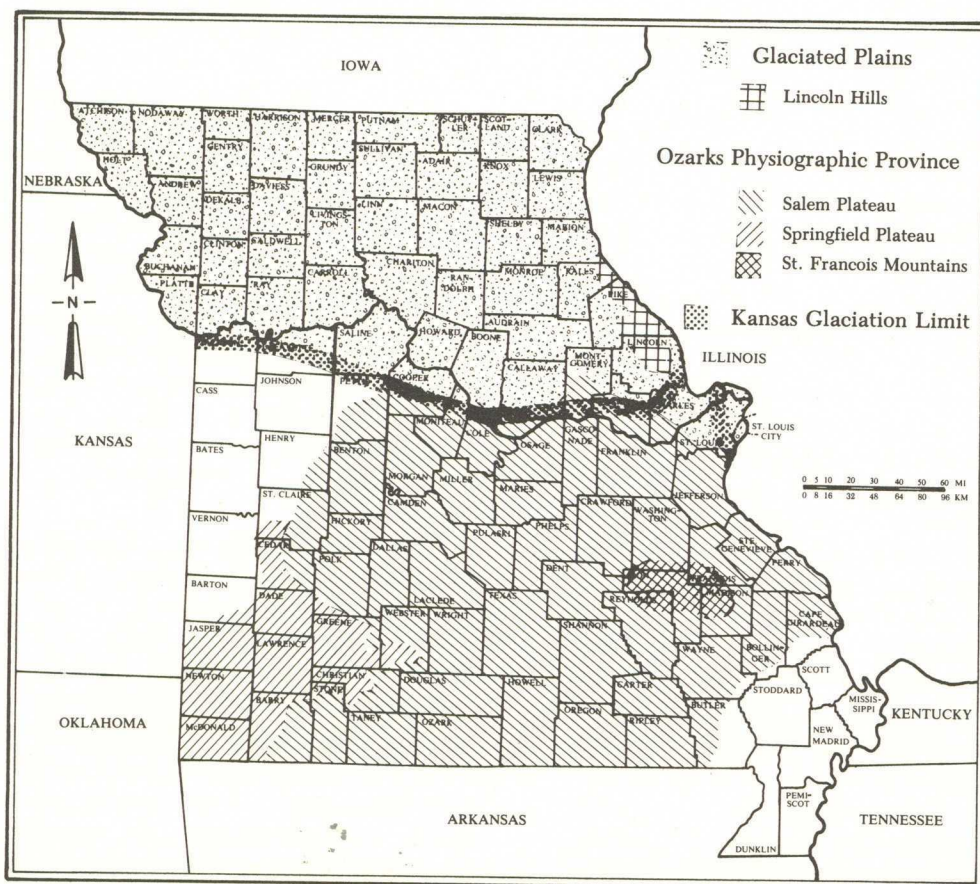 IOWA
NEBRASKA
-N-
KANSAS
OKLAHOMA
ARKANSAS
ILLINOIS
KENTUCKY
TENNESSEE
Glaciated Plains
Lincoln Hills
Ozarks Physiographic Province
Salem Plateau
Springfield Plateau
St. Francois Mountains
Kansas Glaciation Limit
0 5 10 20 30 40 50 60 MI
0 8 16 32 48 64 80 96 KM
ATCHISON
NODAWAY
WORTH
HARRISON
MERCER
PUTNAM
SCHUY-
LER
SCOT-
LAND
CLARK
HOLT
GENTRY
SULLIVAN
ADAIR
KNOX
LEWIS
ANDREW
DEKALB
DAVIESS
GRUNDY
LIVINGS-
TON
LINN
MACON
SHELBY
MARION
BUCHANAN
CLINTON
CALDWELL
CARROLL
CHARITON
RAN-
DOLPH
MONROE
RALLS
PIKE
PLATTE
CLAY
RAY
SALINE
HOWARD
BOONE
AUDRAIN
CALLAWAY
MONT-
GOMERY
LINCOLN
ST. LOUIS
ST. LOUIS
CITY
CASS
JOHNSON
COOPER
MONITEAU
COLE
OSAGE
GASCO-
NADE
FRANKLIN
JEFFERSON
BATES
HENRY
BENTON
MORGAN
MILLER
MARIES
CRAWFORD
WASHING-
TON
STE.
GENEVIEVE
PERRY
VERNON
ST. CLAIRE
HICKORY
CAMDEN
PULASKI
PHELPS
DENT
REYNOLDS
MADISON
CAPE
GIRARDEAU
BARTON
CEDAR
POLK
DALLAS
LACLEDE
TEXAS
SHANNON
WAYNE
BOLLIN-
GER
JASPER
DADE
GREENE
WEBSTER
WRIGHT
LAWRENCE
NEWTON
CHRISTIAN
STONE
DOUGLAS
HOWELL
CARTER
BUTLER
STODDARD
SCOTT
MISSIS-
SIPPI
McDONALD
BARRY
TANEY
OZARK
OREGON
RIPLEY
NEW
MADRID
PEMI-
SCOT
DUNKLIN